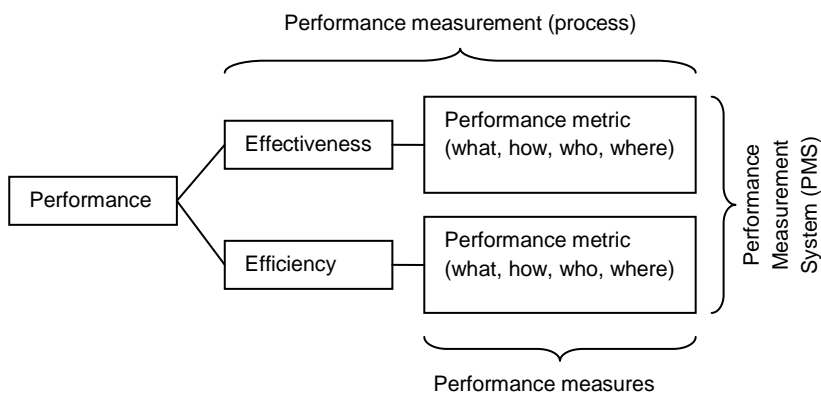 Performance measurement (process)
Effectiveness
Performance metric
(what, how, who, where)
Performance
Efficiency
Performance metric
(what, how, who, where)
Performance
Measurement
System (PMS)
Performance measures